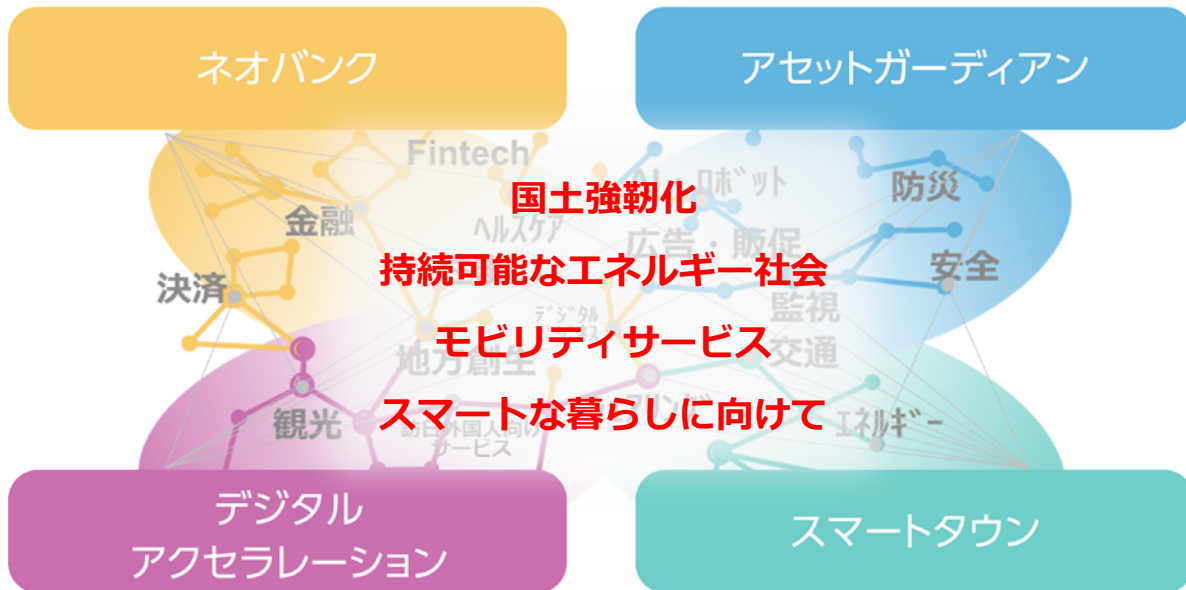 ネオバンク
アセットガーディアン
Fintech
AI・ロボット
防災
国土強靭化
金融
ヘルスケア
広告・販促
決済
持続可能なエネルギー社会
安全
監視
デジタル
モビリティサービス
地方創生
交通
スマートな暮らしに向けて
観光
エネルギー
訪日外国人向け
サービス
デジタル
アクセラレーション
スマートタウン